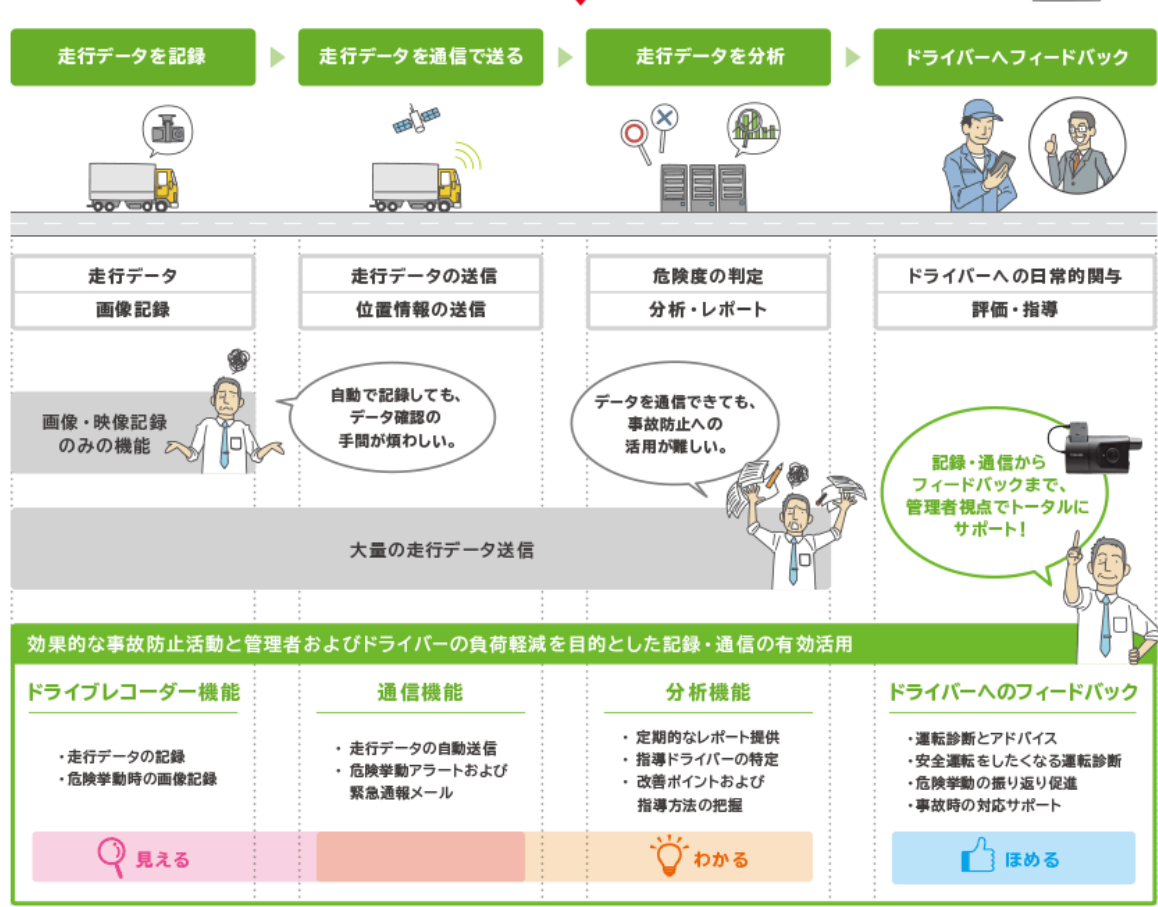 走行データを記録
走行データを通信で送る
走行データを分析
ドライバーへフィードバック
走行データ
画像記録
走行データの送信
位置情報の送信
危険度の判定
分析・レポート
ドライバーへの日常的関与
評価・指導
画像・映像記録
のみの機能
自動で記録しても、
データ確認の
手間が煩わしい。
データを通信できても、
事故防止への
活用が難しい。
記録・通信から
フィードバックまで、
管理者視点でトータルに
サポート!
大量の走行データ送信
効果的な事故防止活動と管理者およびドライバーの負荷軽減を目的とした記録・通信の有効活用
ドライブレコーダー機能
・走行データの記録
・危険挙動時の画像記録
通信機能
・走行データの自動送信
・危険挙動アラートおよび
緊急通報メール
分析機能
・定期的なレポート提供
・指導ドライバーの特定
・改善ポイントおよび
指導方法の把握
ドライバーへのフィードバック
・運転診断とアドバイス
・安全運転をしたくなる運転診断
・危険挙動の振り返り促進
・事故時の対応サポート
見える
わかる
ほめる